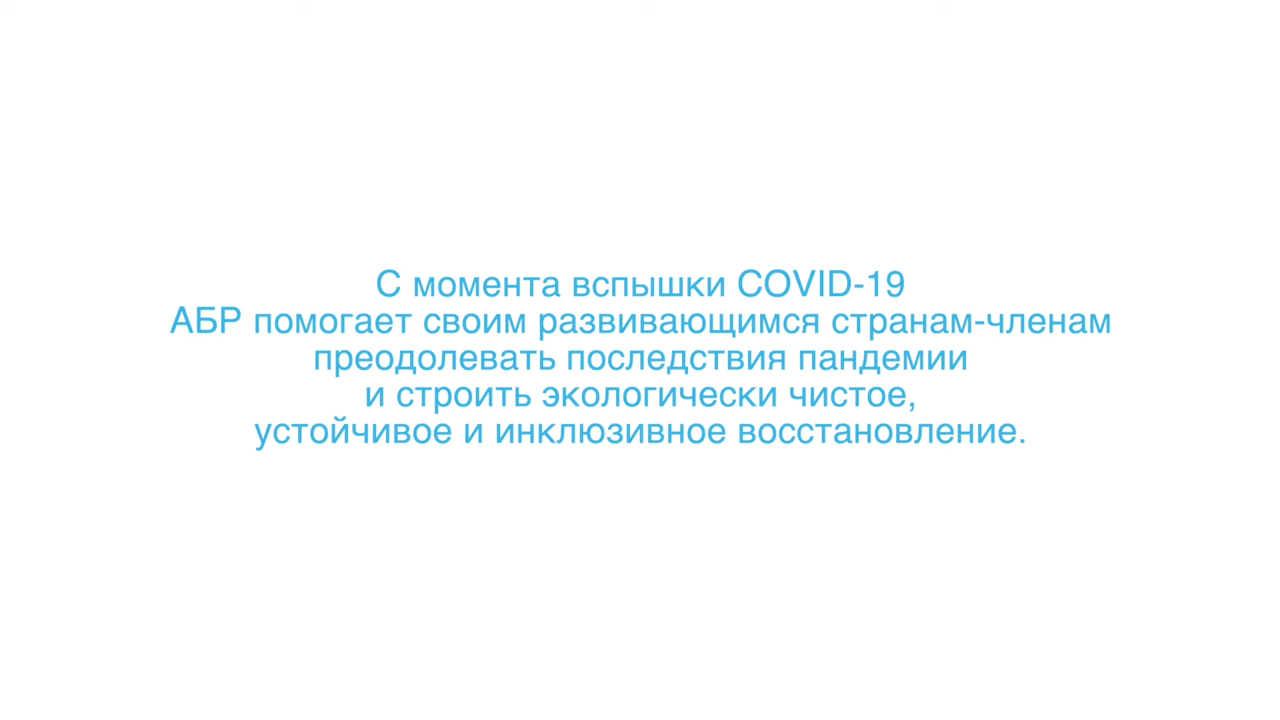 С момента вспышки COVID-19
АБР помогает своим развивающимся странам-членам
преодолевать последствия пандемии
и строить экологически чистое,
устойчивое и инклюзивное восстановление.